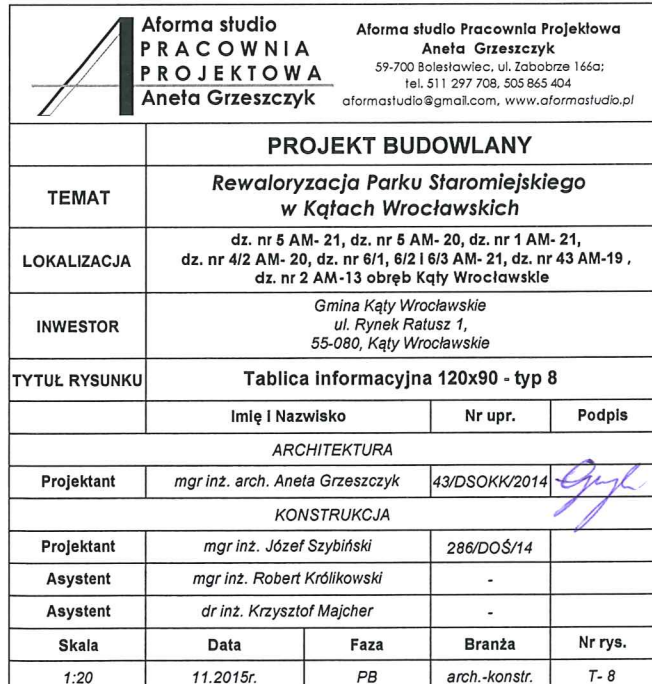 Aforma studio
PRACOWNIA
PROJEKTOWA
Aneta Grzeszczyk
Aforma studio Pracownia Projektowa
Aneta Grzeszczyk
59-700 Bolesławiec, ul. Zabobrze 166a;
tel. 511 297 708, 505 865 404
aformastudio@gmail.com, www.aformastudio.pl
PROJEKT BUDOWLANY
TEMAT
Rewaloryzacja Parku Staromiejskiego
w Kątach Wrocławskich
LOKALIZACJA
dz. nr 5 AM- 21, dz. nr 5 AM- 20, dz. nr 1 AM- 21,
dz. nr 4/2 AM- 20, dz. nr 6/1, 6/2 i 6/3 AM- 21, dz. nr 43 AM-19 ,
dz. nr 2 AM-13 obręb Kąty Wrocławskie
INWESTOR
Gmina Kąty Wrocławskie
ul. Rynek Ratusz 1,
55-080, Kąty Wrocławskie
TYTUŁ RYSUNKU
Tablica informacyjna 120x90 - typ 8
Imię i Nazwisko Nr upr. Podpis
ARCHITEKTURA
Projektant mgr inż. arch. Aneta Grzeszczyk 43/DSOKK/2014
KONSTRUKCJA
Projektant mgr inż. Józef Szybiński 286/DOŚ/14
Asystent mgr inż. Robert Królikowski -
Asystent dr inż. Krzysztof Majcher -
Skala Data Faza Branża Nr rys.
1:20 11.2015r. PB arch.-konstr. T- 8